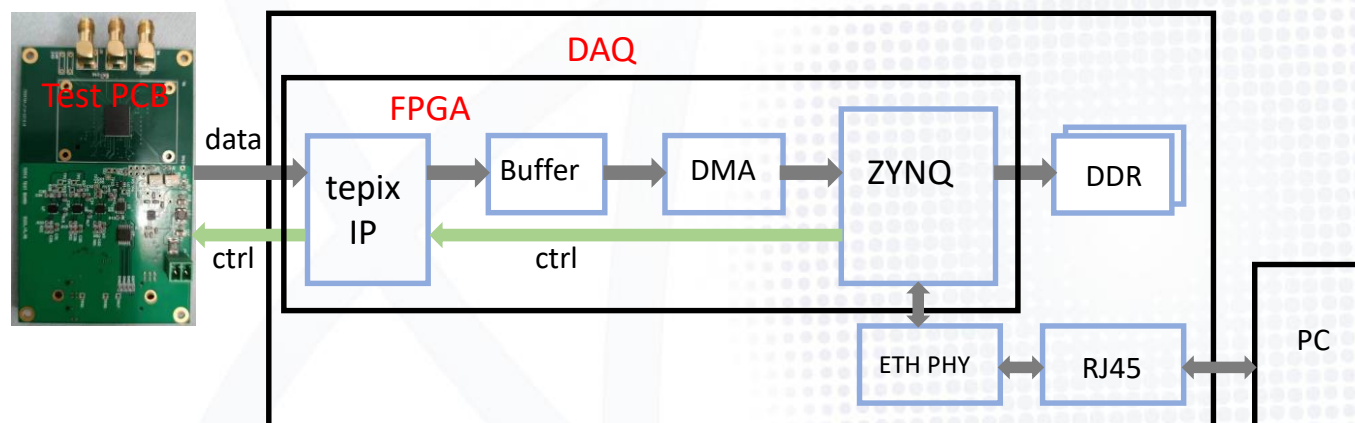 DAQ
Test PCB
FPGA
data
tepix
IP
Buffer
DMA
ZYNQ
DDR
ctrl
ctrl
ETH PHY
RJ45
PC